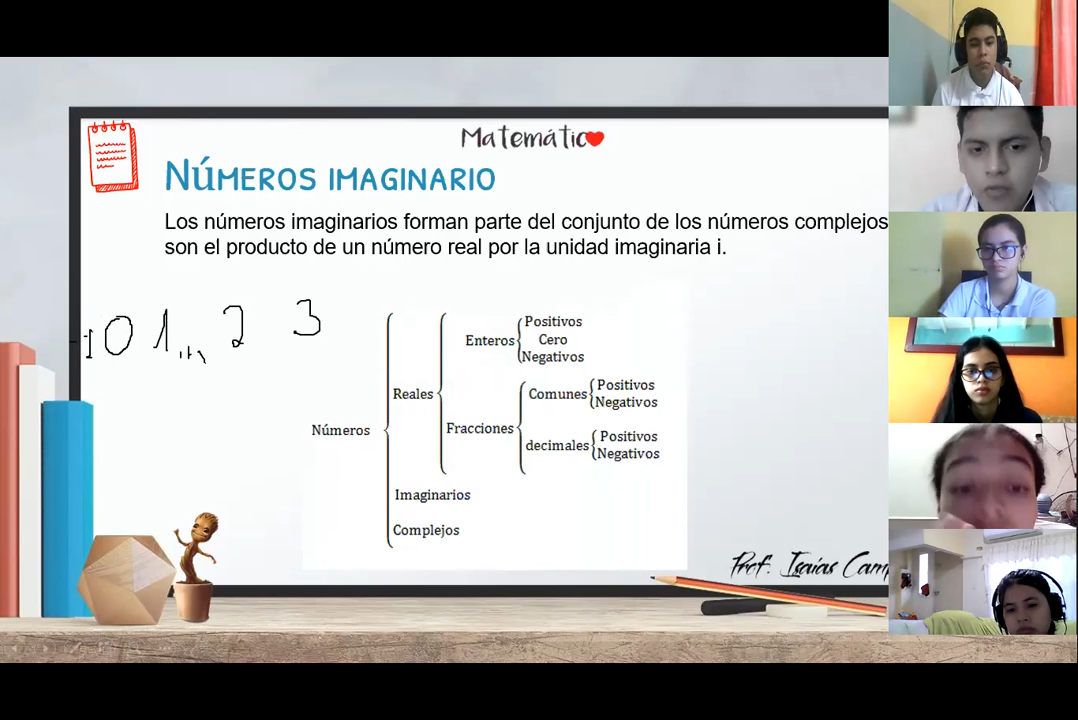 Matemático
NÚMEROS IMAGINARIO
Los números imaginarios forman parte del conjunto de los números complejos
son el producto de un número real por la unidad imaginaria i.
0 1 2 3
Positivos
Enteros Cero
Negativos
Reales
Comunes Positivos
Negativos
Fracciones
decimales Positivos
Negativos
Números
Imaginarios
Complejos
Prof. Isaías Camp